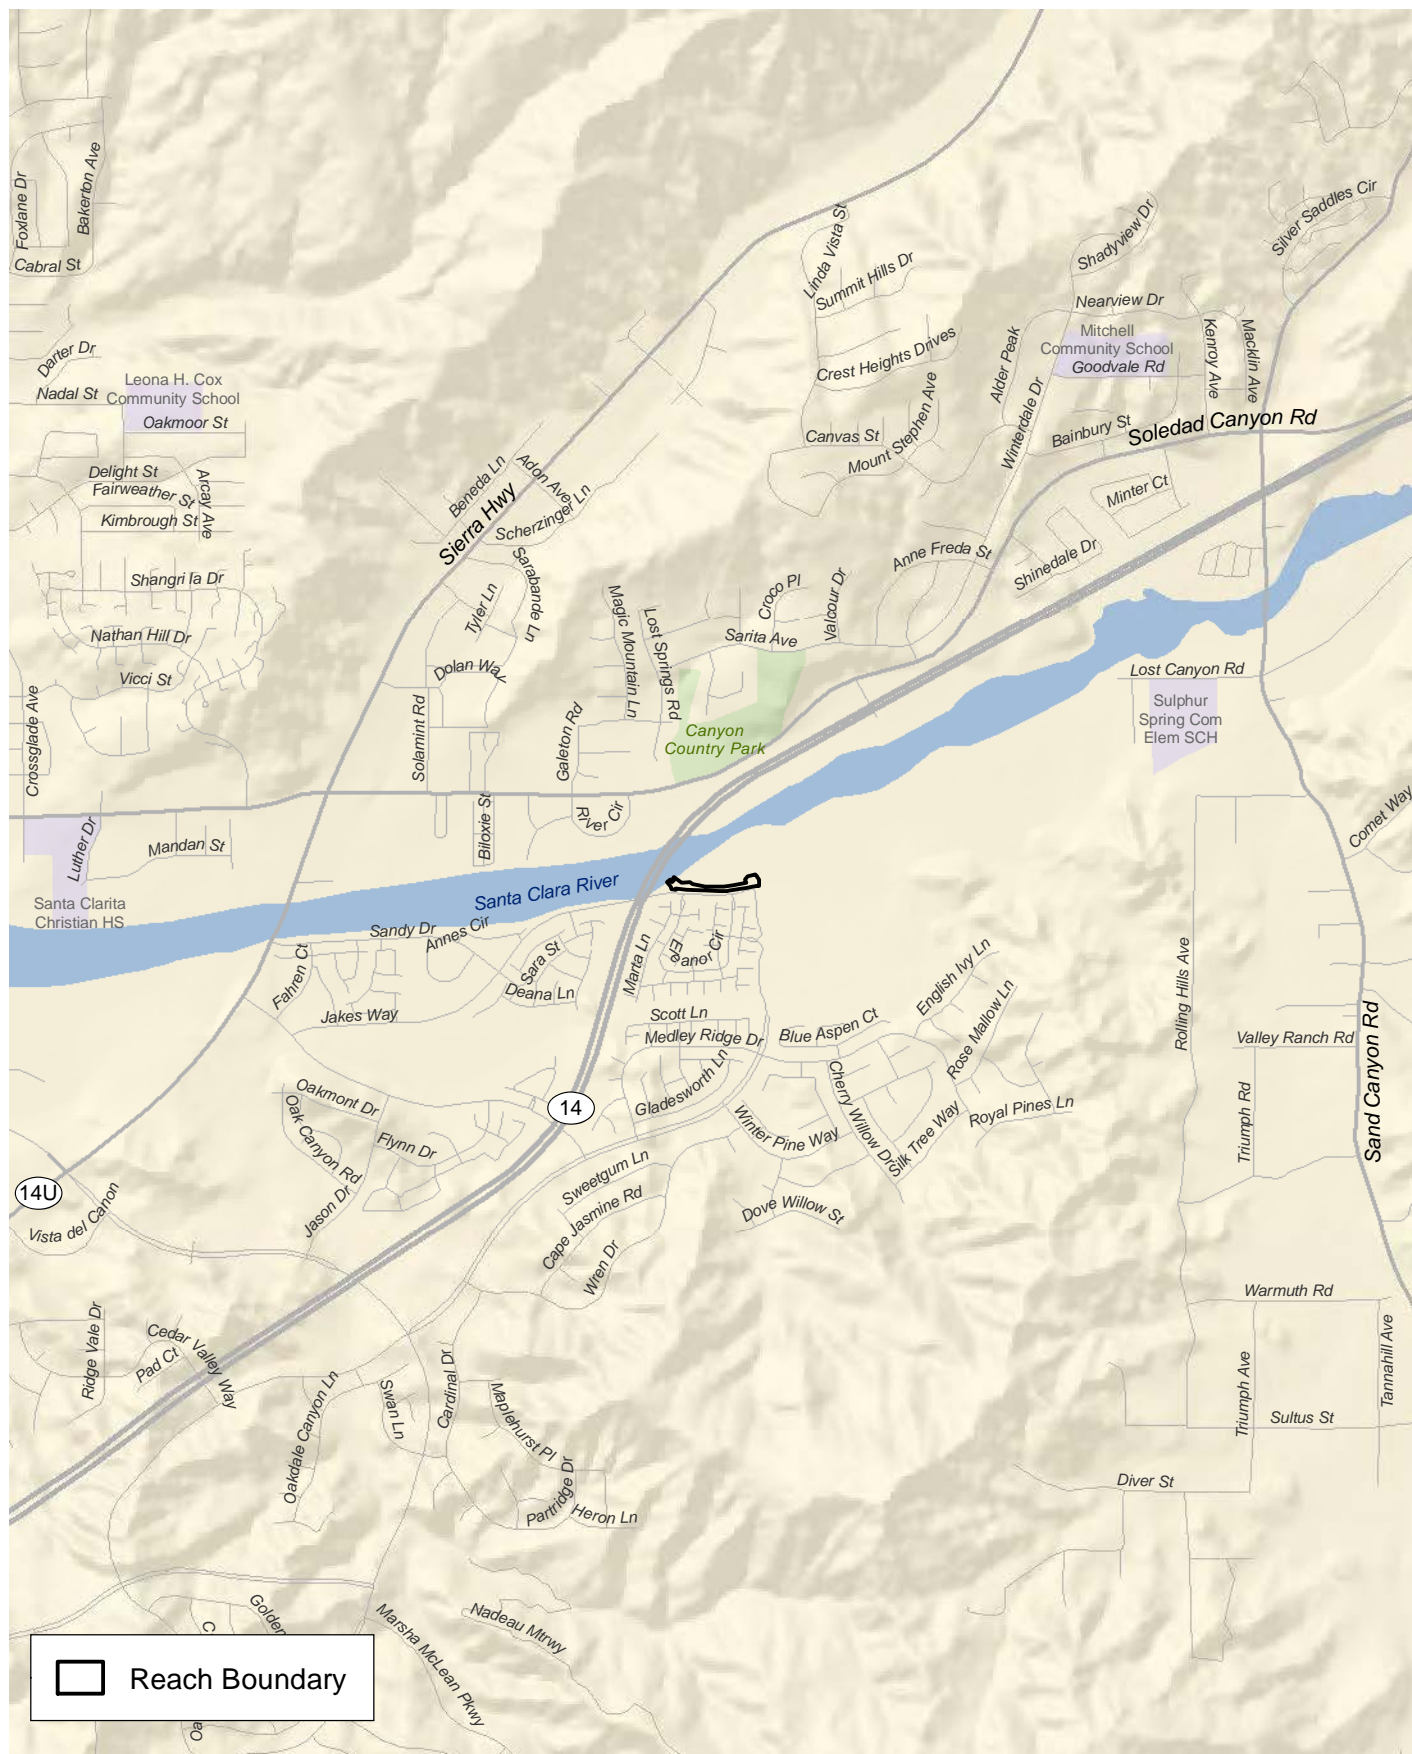 Foxlane Dr
Bakerton Ave
Cabral St
Linda Vista St
Summit Hills Dr
Shadyview Dr
Silver Saddles Cir
Nearview Dr
Mitchell
Community School
Goodvale Rd
Kenroy Ave
Macklin Ave
Alder Peak
Crest Heights Drives
Winterdale Dr
Darter Dr
Nadal St
Leona H. Cox
Community School
Oakmoor St
Canvas St
Mount Stephen Ave
Bainbury St
Soledad Canyon Rd
Delight St
Fairweather St
Arcay Ave
Kimbrough St
Beneda Ln
Adon Ave
Sierra Hwy
Scherzinger Ln
Minter Ct
Anne Freda St
Shinedale Dr
Shangri la Dr
Sarabande Ln
Tyler Ln
Magic Mountain Ln
Lost Springs Rd
Croco Pl
Valcour Dr
Sarita Ave
Nathan Hill Dr
Vicci St
Dolan Way
Lost Canyon Rd
Crossglade Ave
Solamint Rd
Galeton Rd
Canyon
Country Park
Sulphur
Spring Com
Elem SCH
Luther Dr
Mandan St
Biloxie St
River Cir
Comet Way
Santa Clara River
Santa Clarita
Christian HS
Sandy Dr
Annes Cir
Fahren Ct
Sara St
Deana Ln
Marta Ln
Eleanor Cir
Jakes Way
Scott Ln
Medley Ridge Dr
Blue Aspen Ct
English Ivy Ln
Rose Mallow Ln
Rolling Hills Ave
Valley Ranch Rd
Sand Canyon Rd
Oakmont Dr
Oak Canyon Rd
Flynn Dr
14
Gladesworth Ln
Cherry Willow Dr
Winter Pine Way
Silk Tree Way
Royal Pines Ln
Triumph Rd
14U
Vista del Canon
Jason Dr
Sweetgum Ln
Cape Jasmine Rd
Wren Dr
Dove Willow St
Warmuth Rd
Ridge Vale Dr
Cedar Valley Way
Pad Ct
Oakdale Canyon Ln
Swan Ln
Cardinal Dr
Maplehurst Pl
Partridge Dr
Heron Ln
Triumph Ave
Tannahill Ave
Sultus St
Diver St
Golden
C
Marsha McLean Pkwy
Nadeau Mtrwy
Oa
Reach Boundary